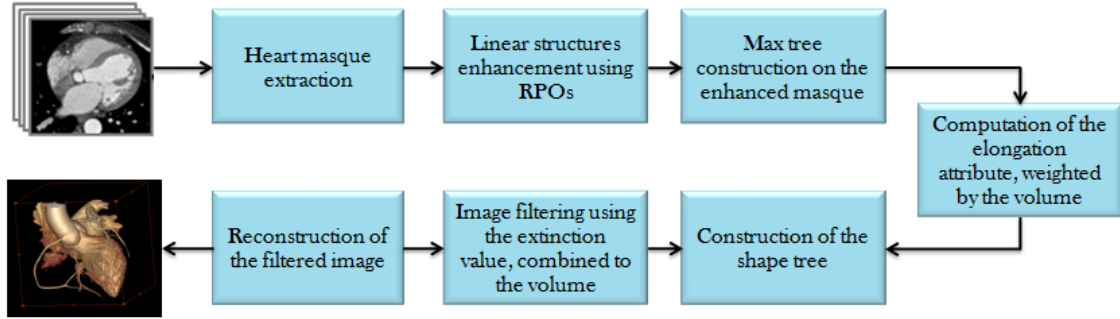 Heart masque
extraction
Linear structures
enhancement using
RPOs
Max tree
construction on the
enhanced masque
Computation of the
elongation
attribute, weighted
by the volume
Reconstruction of
the filtered image
Image filtering using
the extinction
value, combined to
the volume
Construction of the
shape tree